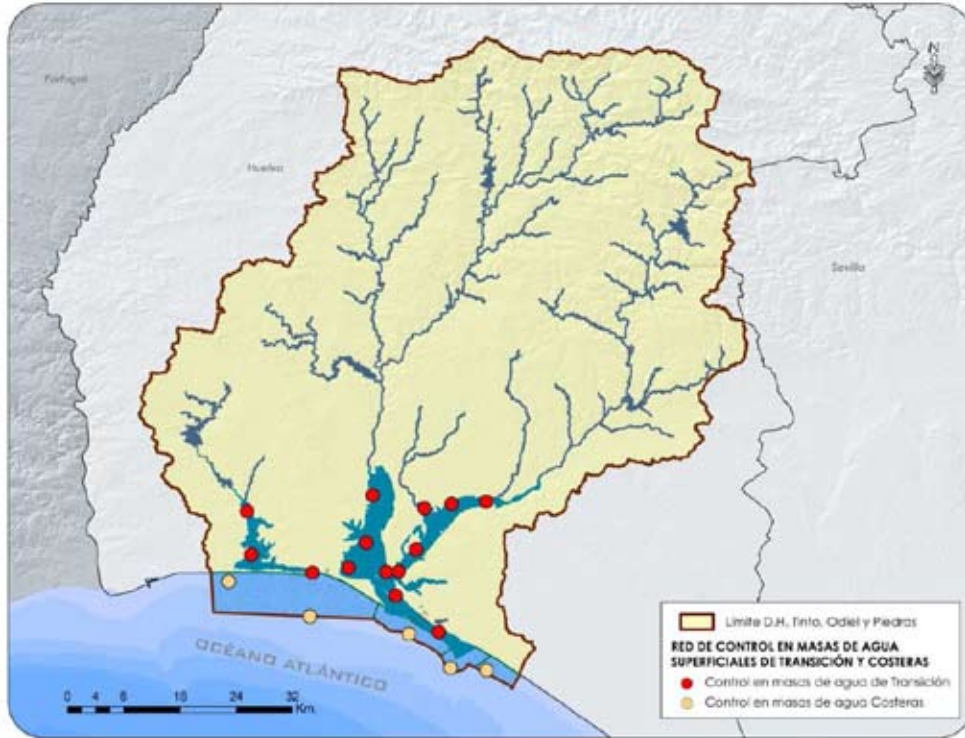 Portugal
N
Huelva
Sevilla
OCÉANO ATLÁNTICO
0 4 8 16 24 32
Km.
Límite D.H. Tinto, Odiel y Piedras
RED DE CONTROL EN MASAS DE AGUA
SUPERFICIALES DE TRANSICIÓN Y COSTERAS
Control en masas de agua de Transición
Control en masas de agua Costeras